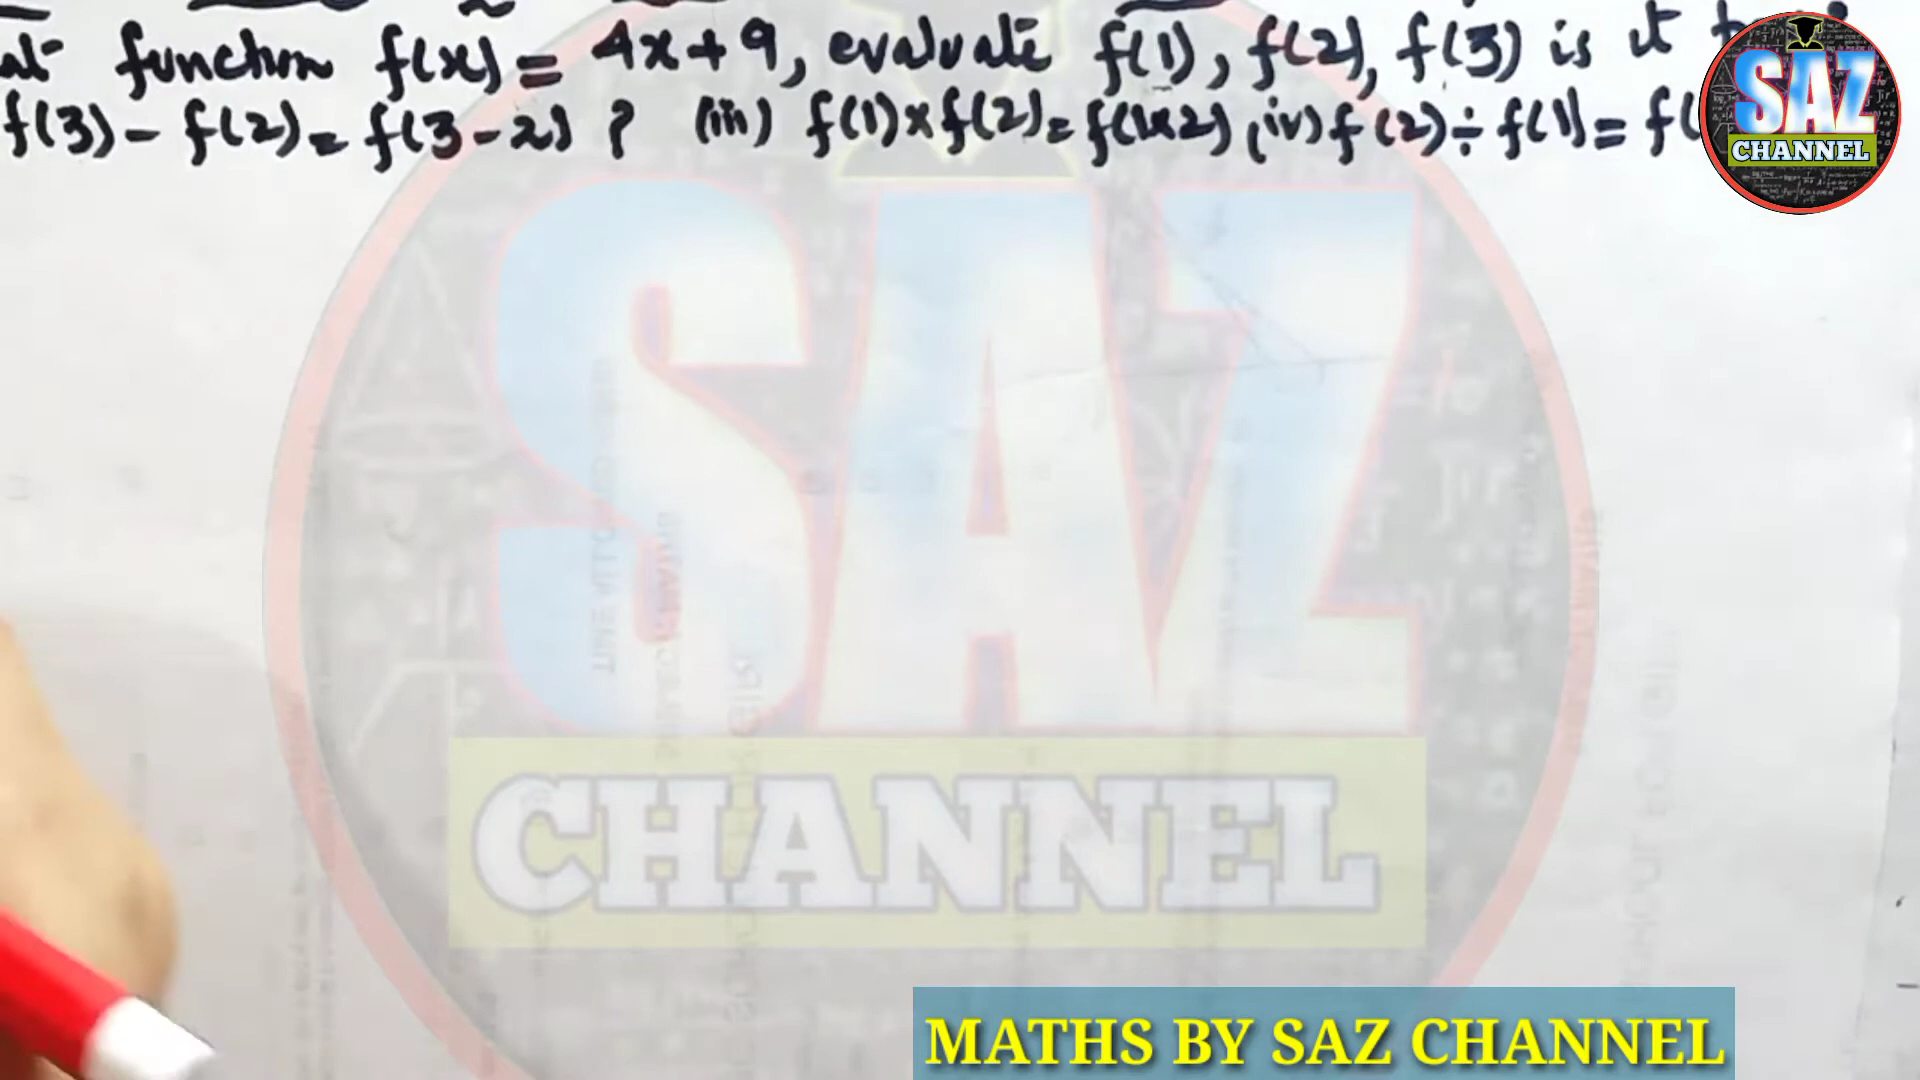 function f(x) = 4x + 9, evaluate f(1), f(2), f(3) is it
f(3) - f(2) = f(3-2) ? (iii) f(1)×f(2) = f(1×2) (iv) f(2) ÷ f(1) = f(
SAZ
CHANNEL
SAZ
CHANNEL
MATHS BY SAZ CHANNEL